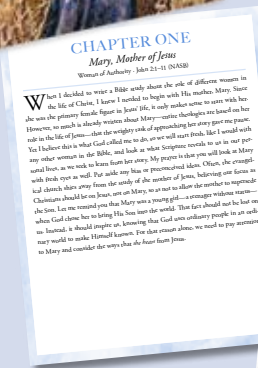 CHAPTER ONE
Mary, Mother of Jesus
Woman of Authority - John 2:1–11 (NASB)
When I decided to write a Bible study about the role of different women in
the life of Christ, I knew I needed to begin with His mother, Mary. Since
she was the primary female figure in Jesus' life, it only makes sense to start with her.
However, so much is already written about Mary—entire theologies are based on her
role in the life of Jesus—that the weighty task of approaching her story gave me pause.
Yet I believe this is what God called me to do, so we will start fresh, like I would with
any other woman in the Bible, and look at what Scripture reveals to us in our per-
sonal lives, as we seek to learn from her story. My prayer is that you will look at Mary
with fresh eyes as well. Put aside any bias or preconceived ideas. Often, the evangel-
ical church shies away from the study of the mother of Jesus, believing our focus as
Christians should be on Jesus, not on Mary, so as not to allow the mother to supersede
the Son. Let me remind you that Mary was a young girl—a teenager without status—
when God chose her to bring His Son into the world. That fact should not be lost on
us. Instead, it should inspire us, knowing that God uses ordinary people in an ordi-
nary world to make Himself known. For that reason alone, we need to pay attention
to Mary and consider the ways that she heard from Jesus.